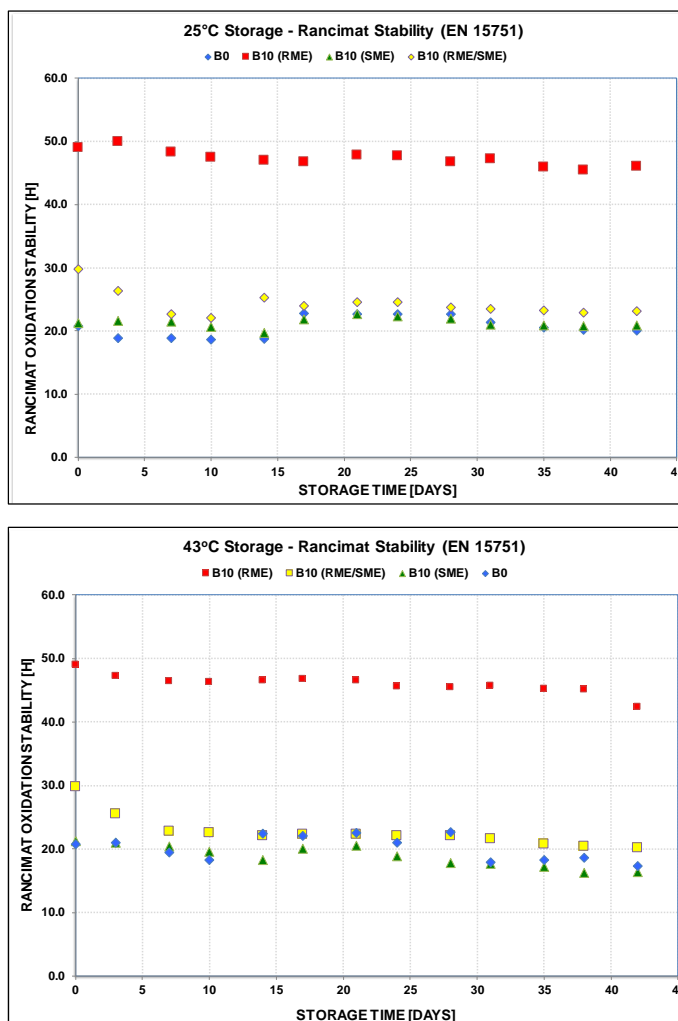 25°C Storage - Rancimat Stability (EN 15751)
B0 B10 (RME) B10 (SME) B10 (RME/SME)
60.0
50.0
40.0
30.0
20.0
10.0
0.0
RANCIMAT OXIDATION STABILITY [H]
0 5 10 15 20 25 30 35 40 4
STORAGE TIME [DAYS]
43°C Storage - Rancimat Stability (EN 15751)
B10 (RME) B10 (RME/SME) B10 (SME) B0
60.0
50.0
40.0
30.0
20.0
10.0
0.0
RANCIMAT OXIDATION STABILITY [H]
0 5 10 15 20 25 30 35 40 4
STORAGE TIME [DAYS]